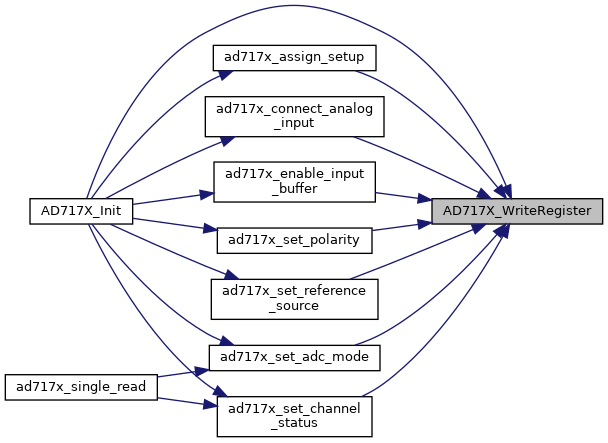 ad717x_assign_setup
ad717x_connect_analog
_input
ad717x_enable_input
_buffer
AD717X_Init
AD717X_WriteRegister
ad717x_set_polarity
ad717x_set_reference
_source
ad717x_set_adc_mode
ad717x_single_read
ad717x_set_channel
_status